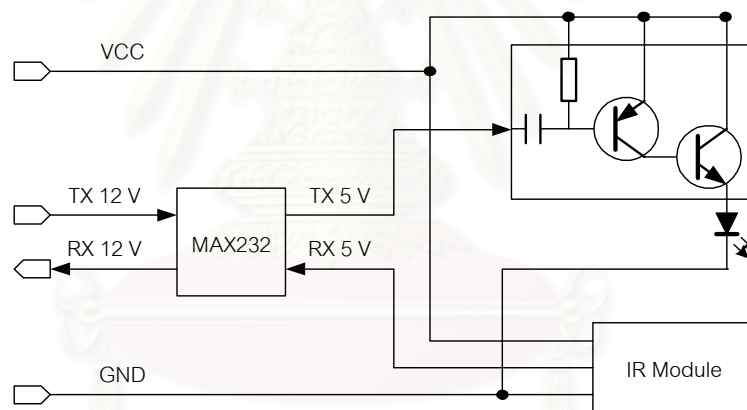 VCC
TX 12 V
TX 5 V
RX 12 V
MAX232
RX 5 V
GND
IR Module